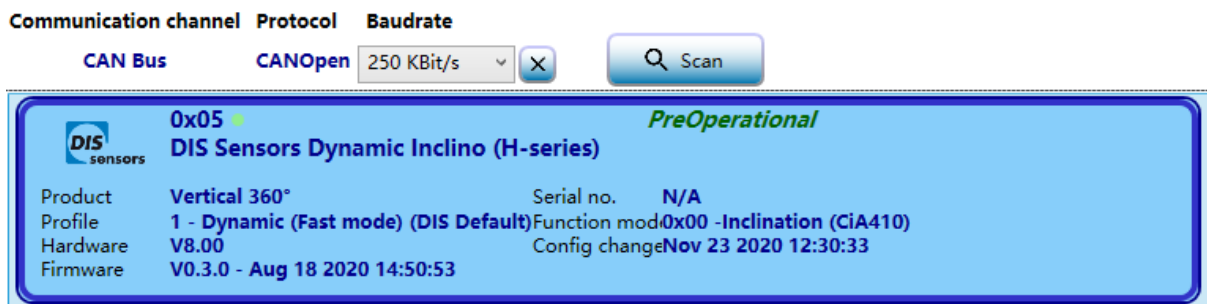 Communication channel Protocol Baudrate
CAN Bus CANOpen 250 KBit/s Scan
0x05 PreOperational
DIS sensors
DIS Sensors Dynamic Inclino (H-series)
Product Vertical 360° Serial no. N/A
Profile 1 - Dynamic (Fast mode) (DIS Default) Function mod 0x00 -Inclination (CiA410)
Hardware V8.00 Config change Nov 23 2020 12:30:33
Firmware V0.3.0 - Aug 18 2020 14:50:53